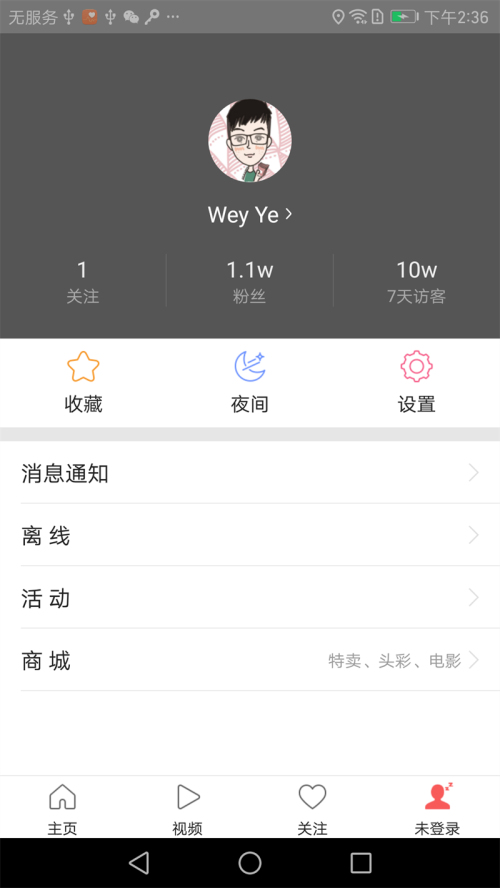 无服务 ··· 下午2:36
Wey Ye
1 1.1w 10w
关注 粉丝 7天访客
收藏 夜间 设置
消息通知
离 线
活 动
商 城 特卖、头彩、电影
主页 视频 关注 未登录